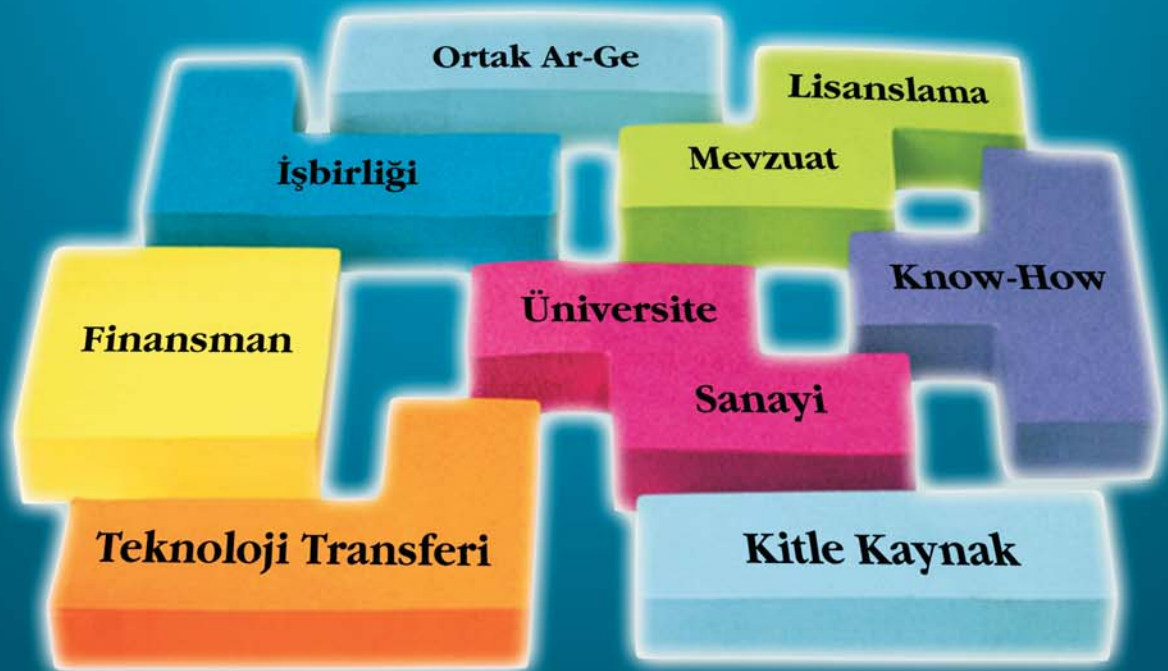 Ortak Ar-Ge
Lisanslama
Mevzuat
İşbirliği
Know-How
Üniversite
Finansman
Sanayi
Teknoloji Transferi
Kitle Kaynak